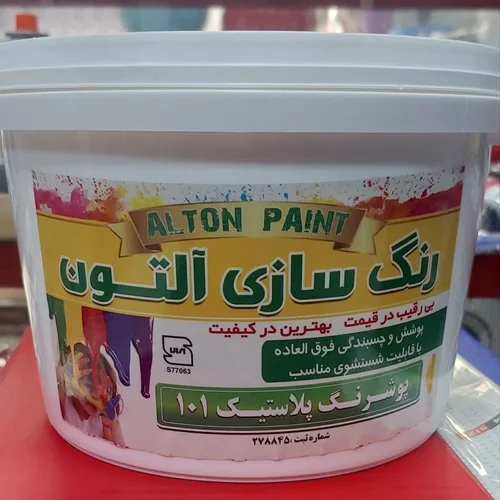 ALTON PAINT
رنگ سازی آلتون
بی رقیب در قیمت بهترین در کیفیت
پوشش و چسبندگی فوق العاده
با قابلیت شستشوی مناسب
S77063
پوشرنگ پلاستیک ۱۰۱
شماره ثبت: ۲۷۸۸۴۵